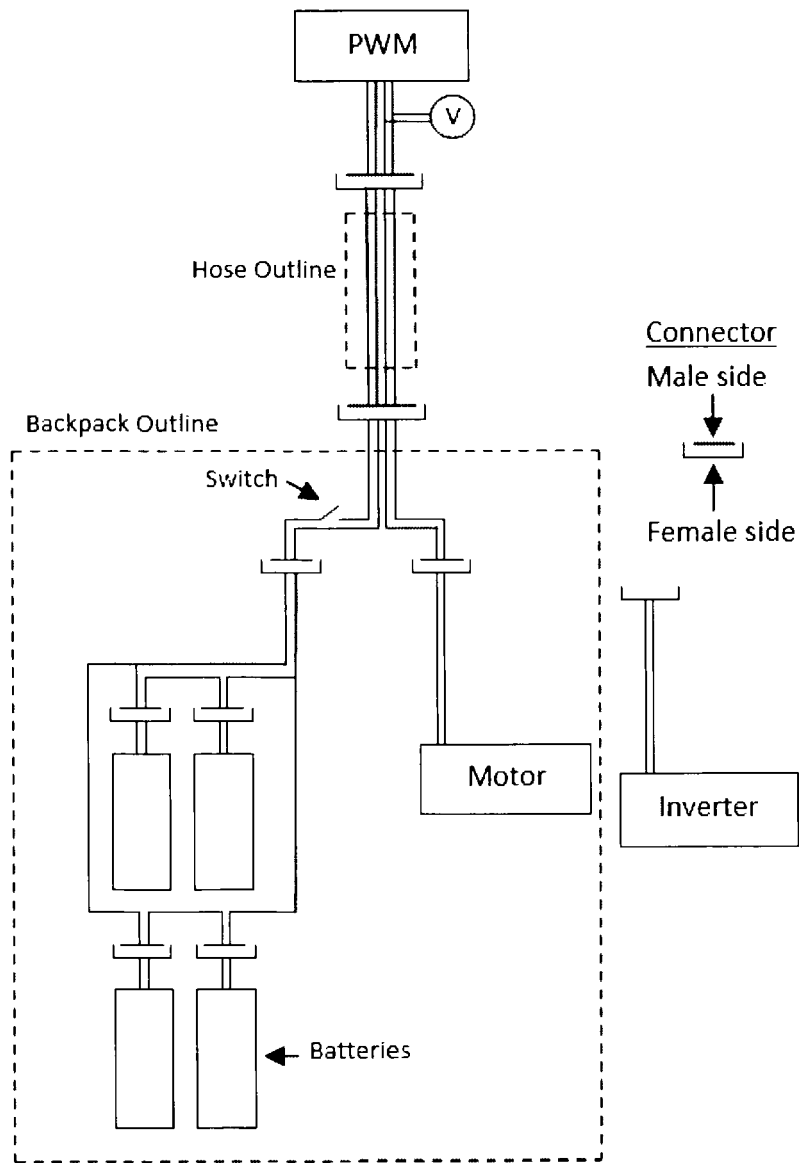 PWM
V
Hose Outline
Connector
Male side
Female side
Backpack Outline
Switch
Motor
Inverter
Batteries